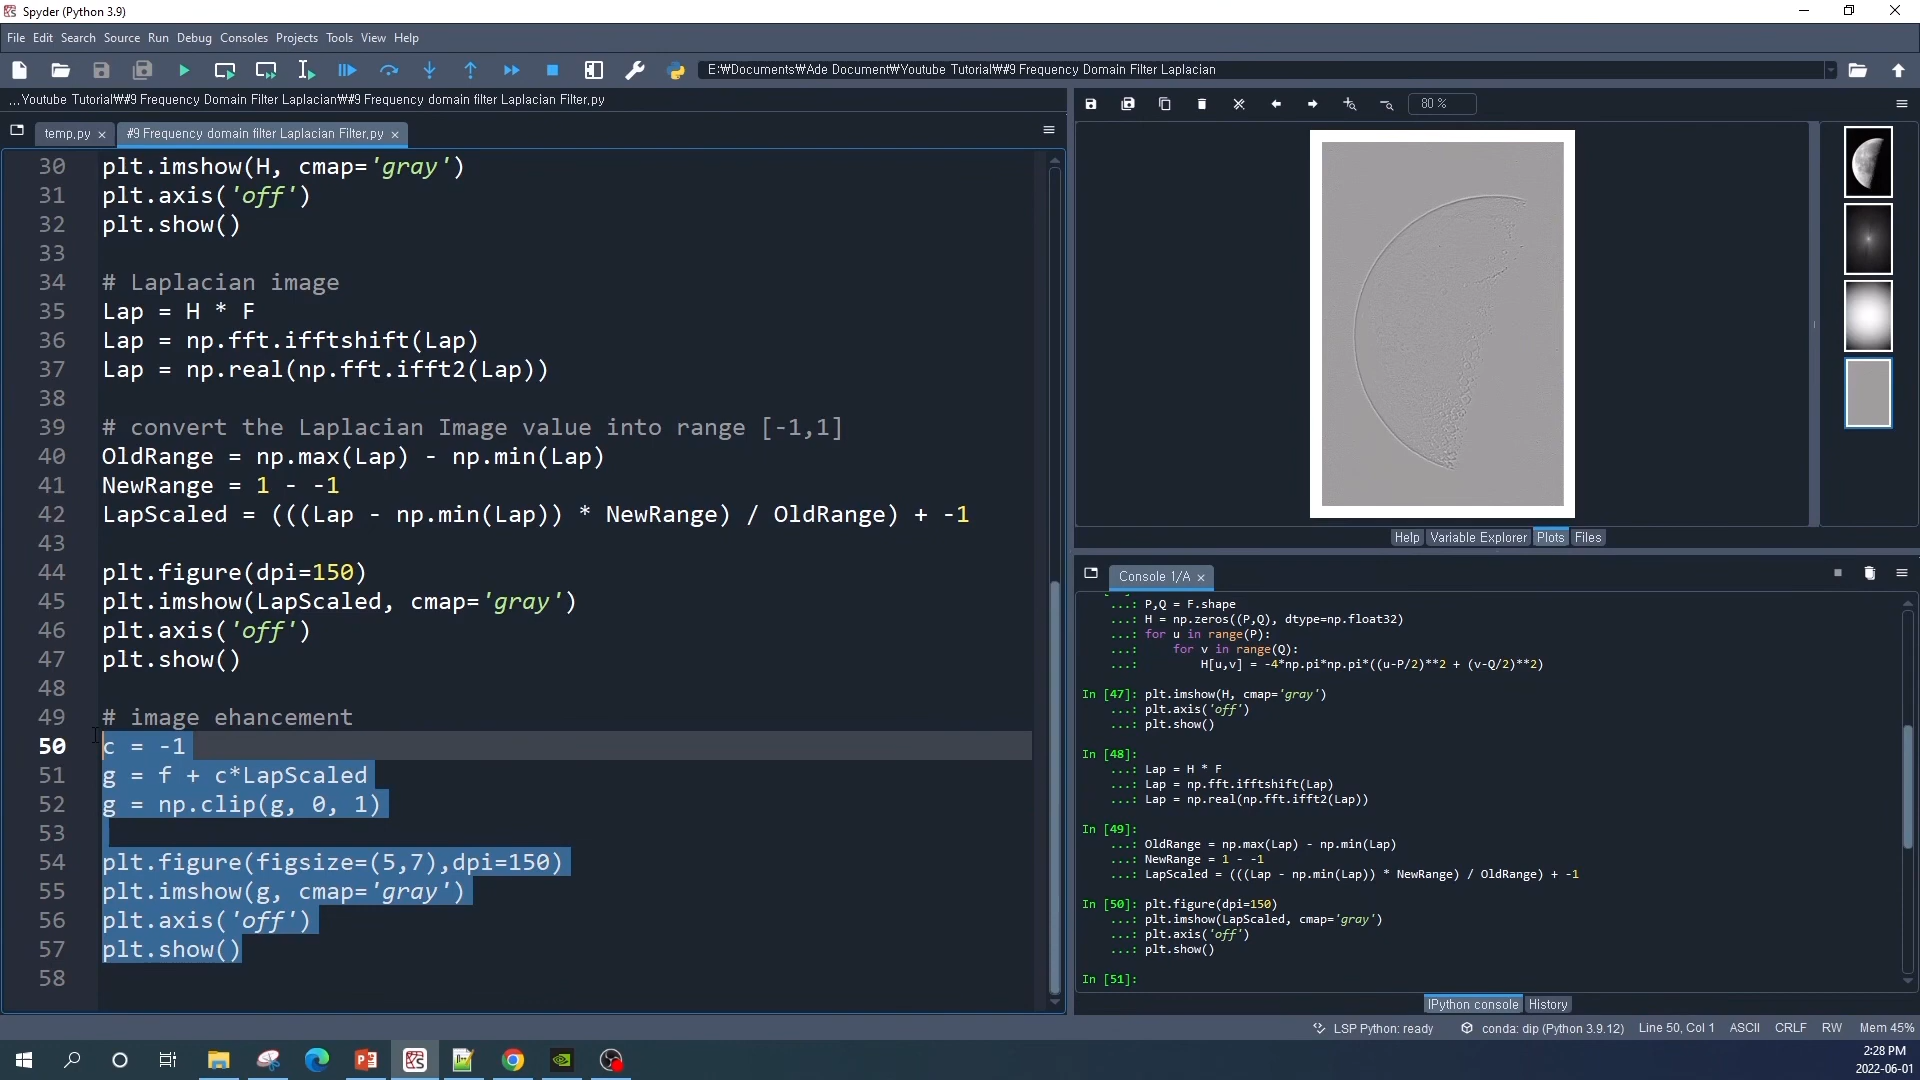 Spyder (Python 3.9)
File Edit Search Source Run Debug Consoles Projects Tools View Help
E:₩Documents₩Ade Document₩Youtube Tutorial₩#9 Frequency Domain Filter Laplacian
...Youtube Tutorial₩#9 Frequency Domain Filter Laplacian₩#9 Frequency domain filter Laplacian Filter.py
temp.py
#9 Frequency domain filter Laplacian Filter.py
30 plt.imshow(H, cmap='gray')
31 plt.axis('off')
32 plt.show()
33
34 # Laplacian image
35 Lap = H * F
36 Lap = np.fft.ifftshift(Lap)
37 Lap = np.real(np.fft.ifft2(Lap))
38
39 # convert the Laplacian Image value into range [-1,1]
40 OldRange = np.max(Lap) - np.min(Lap)
41 NewRange = 1 - -1
42 LapScaled = (((Lap - np.min(Lap)) * NewRange) / OldRange) + -1
43
44 plt.figure(dpi=150)
45 plt.imshow(LapScaled, cmap='gray')
46 plt.axis('off')
47 plt.show()
48
49 # image ehancement
50 c = -1
51 g = f + c*LapScaled
52 g = np.clip(g, 0, 1)
53
54 plt.figure(figsize=(5,7),dpi=150)
55 plt.imshow(g, cmap='gray')
56 plt.axis('off')
57 plt.show()
58
80 %
Help Variable Explorer Plots Files
Console 1/A
...: P,Q = F.shape
...: H = np.zeros((P,Q), dtype=np.float32)
...: for u in range(P):
...: for v in range(Q):
...: H[u,v] = -4*np.pi*np.pi*((u-P/2)**2 + (v-Q/2)**2)
In [47]: plt.imshow(H, cmap='gray')
...: plt.axis('off')
...: plt.show()
In [48]:
...: Lap = H * F
...: Lap = np.fft.ifftshift(Lap)
...: Lap = np.real(np.fft.ifft2(Lap))
In [49]:
...: OldRange = np.max(Lap) - np.min(Lap)
...: NewRange = 1 - -1
...: LapScaled = (((Lap - np.min(Lap)) * NewRange) / OldRange) + -1
In [50]: plt.figure(dpi=150)
...: plt.imshow(LapScaled, cmap='gray')
...: plt.axis('off')
...: plt.show()
In [51]:
IPython console History
LSP Python: ready conda: dip (Python 3.9.12) Line 50, Col 1 ASCII CRLF RW Mem 45%
2:28 PM
2022-06-01